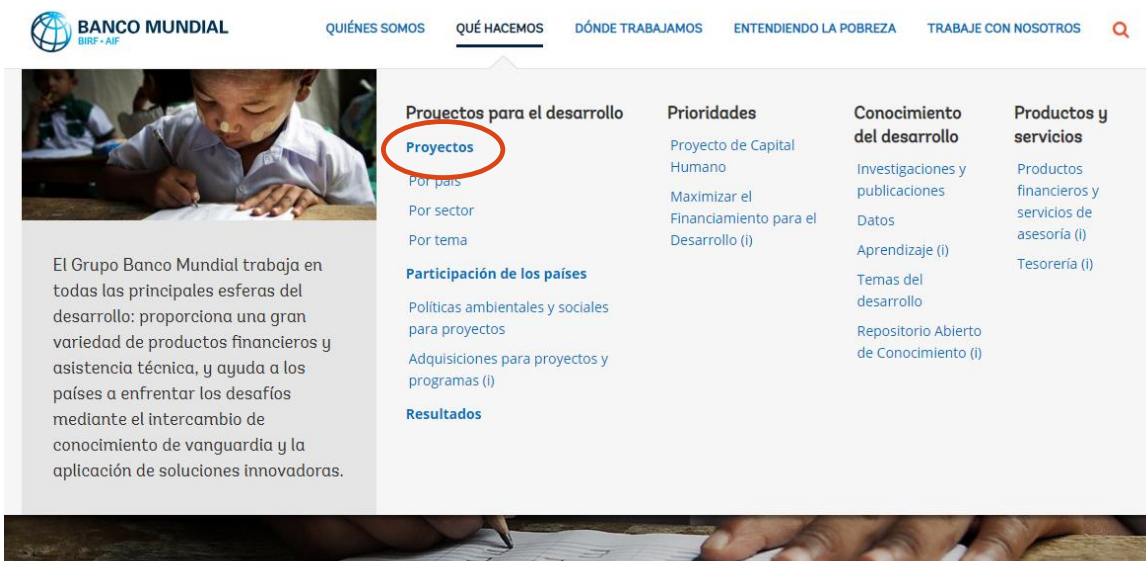 BANCO MUNDIAL
BIRF • AIF
QUIÉNES SOMOS
QUÉ HACEMOS
DÓNDE TRABAJAMOS
ENTENDIENDO LA POBREZA
TRABAJE CON NOSOTROS
El Grupo Banco Mundial trabaja en
todas las principales esferas del
desarrollo: proporciona una gran
variedad de productos financieros y
asistencia técnica, y ayuda a los
países a enfrentar los desafíos
mediante el intercambio de
conocimiento de vanguardia y la
aplicación de soluciones innovadoras.
Proyectos para el desarrollo
Proyectos
Por país
Por sector
Por tema
Participación de los países
Políticas ambientales y sociales
para proyectos
Adquisiciones para proyectos y
programas (i)
Resultados
Prioridades
Proyecto de Capital
Humano
Maximizar el
Financiamiento para el
Desarrollo (i)
Conocimiento
del desarrollo
Investigaciones y
publicaciones
Datos
Aprendizaje (i)
Temas del
desarrollo
Repositorio Abierto
de Conocimiento (i)
Productos y
servicios
Productos
financieros y
servicios de
asesoría (i)
Tesorería (i)